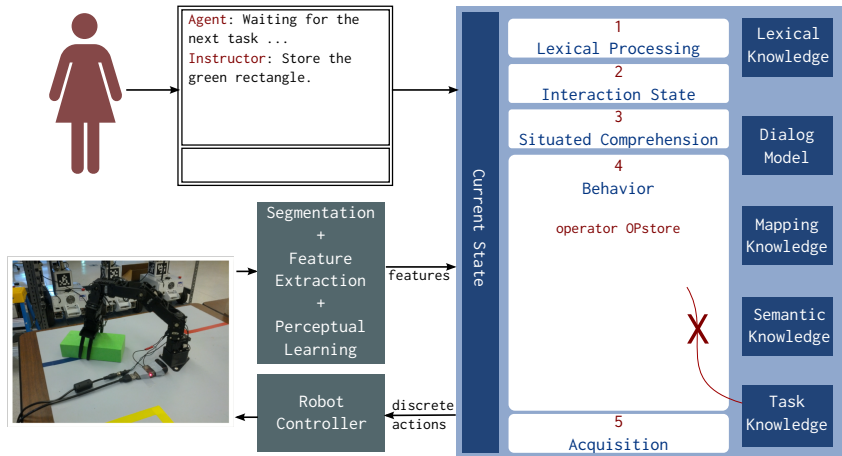 Agent: Waiting for the
next task ...
Instructor: Store the
green rectangle.
Segmentation
+
Feature
Extraction
+
Perceptual
Learning
features
Robot
Controller
discrete
actions
Current State
1
Lexical Processing
2
Interaction State
3
Situated Comprehension
4
Behavior
operator OPstore
X
5
Acquisition
Lexical
Knowledge
Dialog
Model
Mapping
Knowledge
Semantic
Knowledge
Task
Knowledge